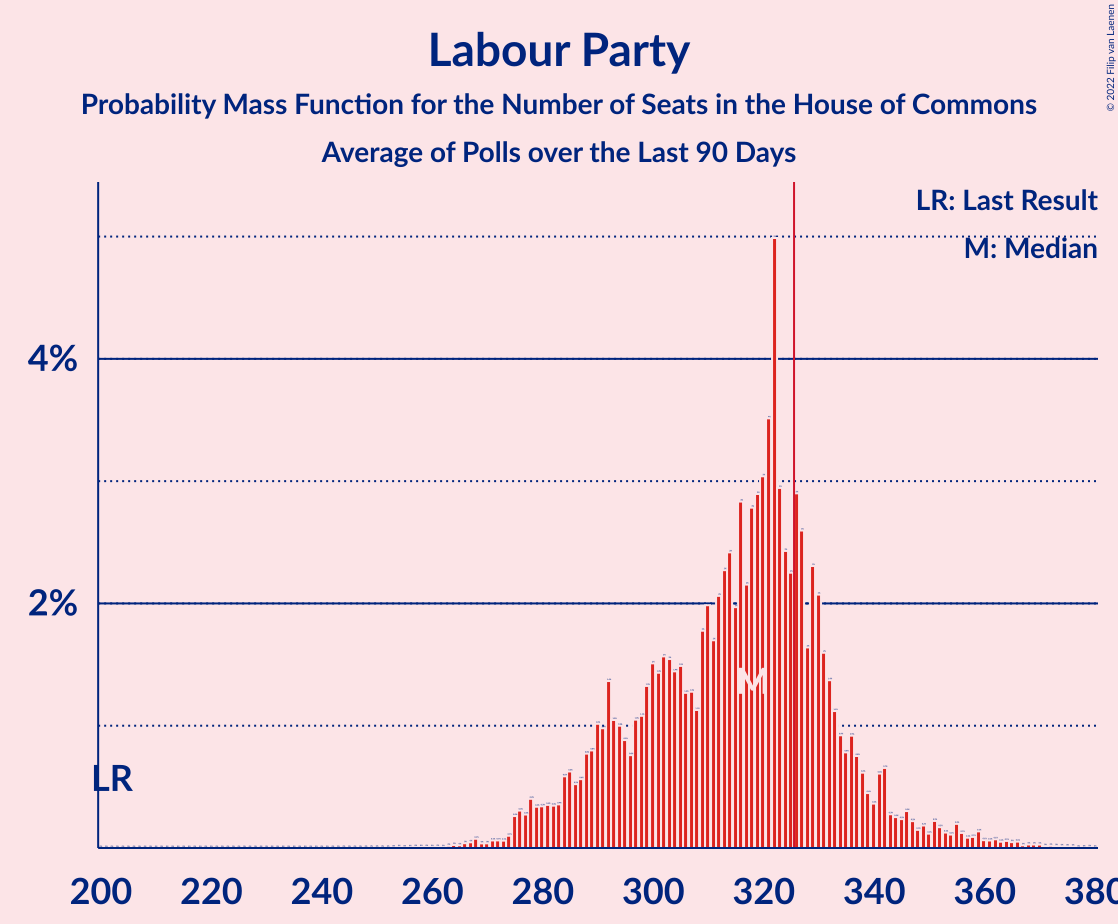 Labour Party
Probability Mass Function for the Number of Seats in the House of Commons
Average of Polls over the Last 90 Days
© 2022 Filip van Laenen
LR: Last Result
M: Median
4%
2%
M
LR
200 220 240 260 280 300 320 340 360 380